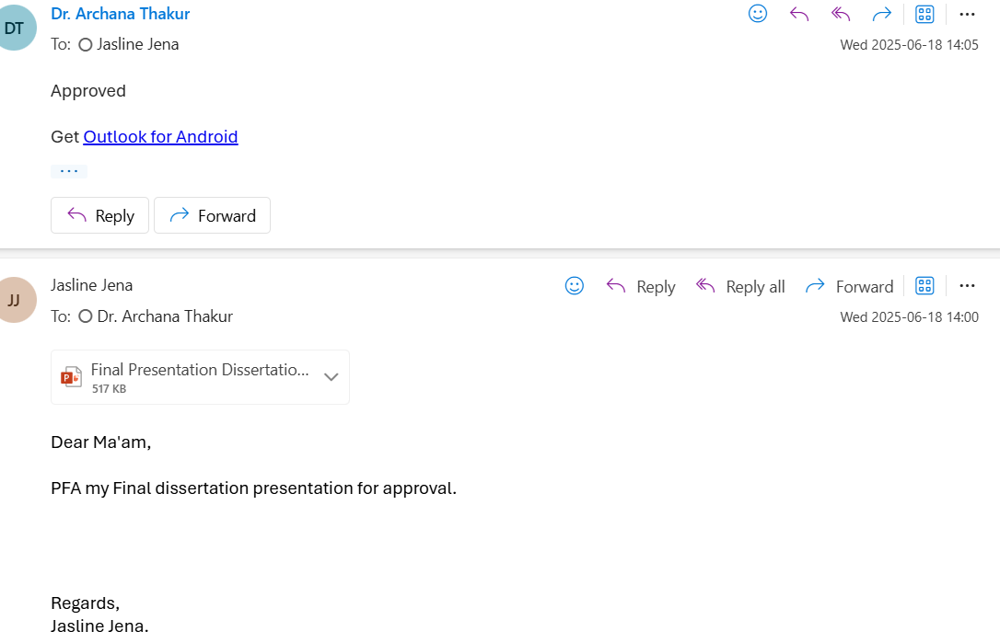 DT
Dr. Archana Thakur
To: Jasline Jena
Wed 2025-06-18 14:05
Approved
Get Outlook for Android
...
Reply
Forward
JJ
Jasline Jena
Reply
Reply all
Forward
To: Dr. Archana Thakur
Wed 2025-06-18 14:00
P
Final Presentation Dissertatio...
517 KB
Dear Ma'am,
PFA my Final dissertation presentation for approval.
Regards,
Jasline Jena.